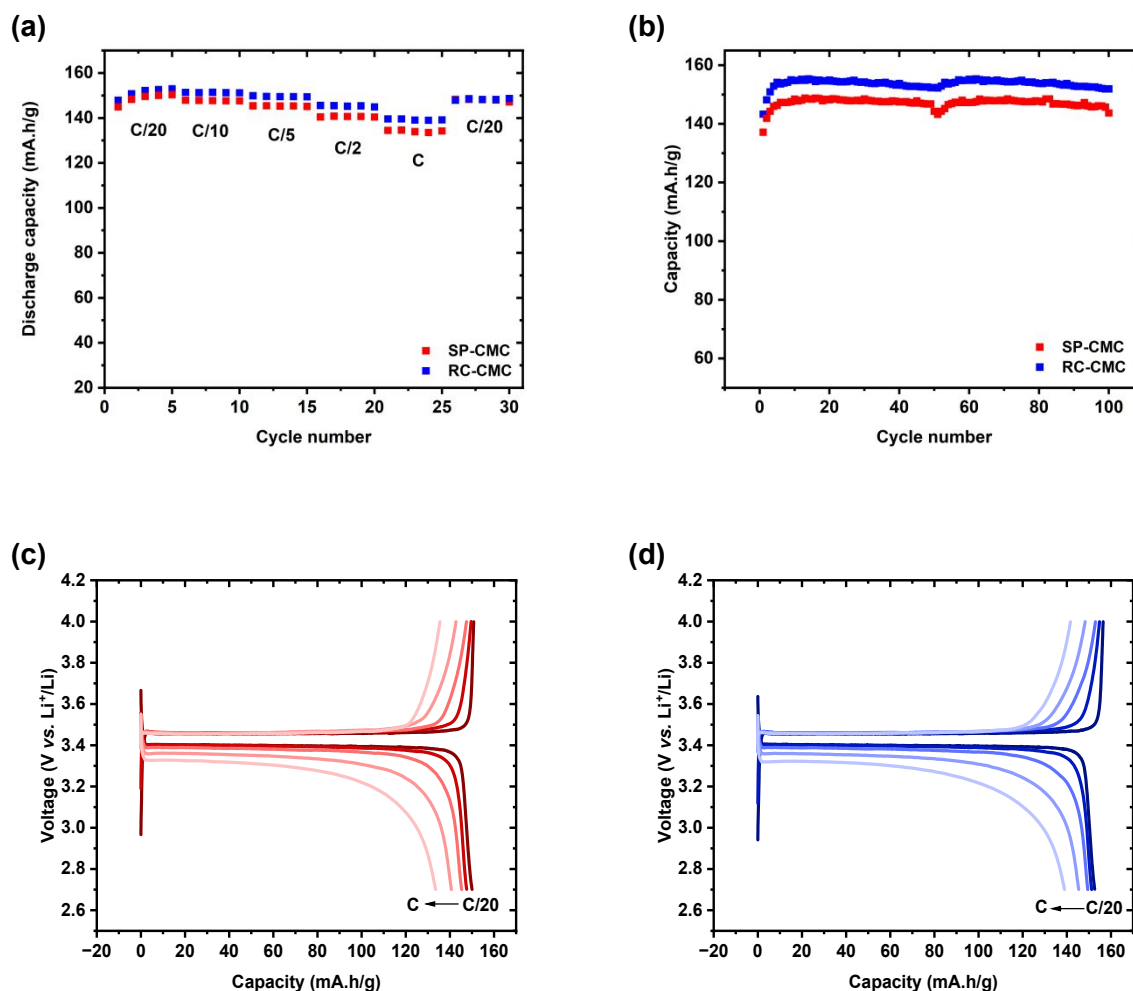 (a)
160
140
120
100
80
60
40
20
0
5
10
15
20
25
30
Discharge capacity (mA.h/g)
Cycle number
C/20
C/10
C/5
C/2
C
C/20
SP-CMC
RC-CMC
(b)
160
140
120
100
80
60
0
20
40
60
80
100
Capacity (mA.h/g)
Cycle number
SP-CMC
RC-CMC
(c)
4.2
4.0
3.8
3.6
3.4
3.2
3.0
2.8
2.6
−20
0
20
40
60
80
100
120
140
160
Voltage (V vs. Li⁺/Li)
Capacity (mA.h/g)
C
C/20
(d)
4.2
4.0
3.8
3.6
3.4
3.2
3.0
2.8
2.6
−20
0
20
40
60
80
100
120
140
160
Voltage (V vs. Li⁺/Li)
Capacity (mA.h/g)
C
C/20